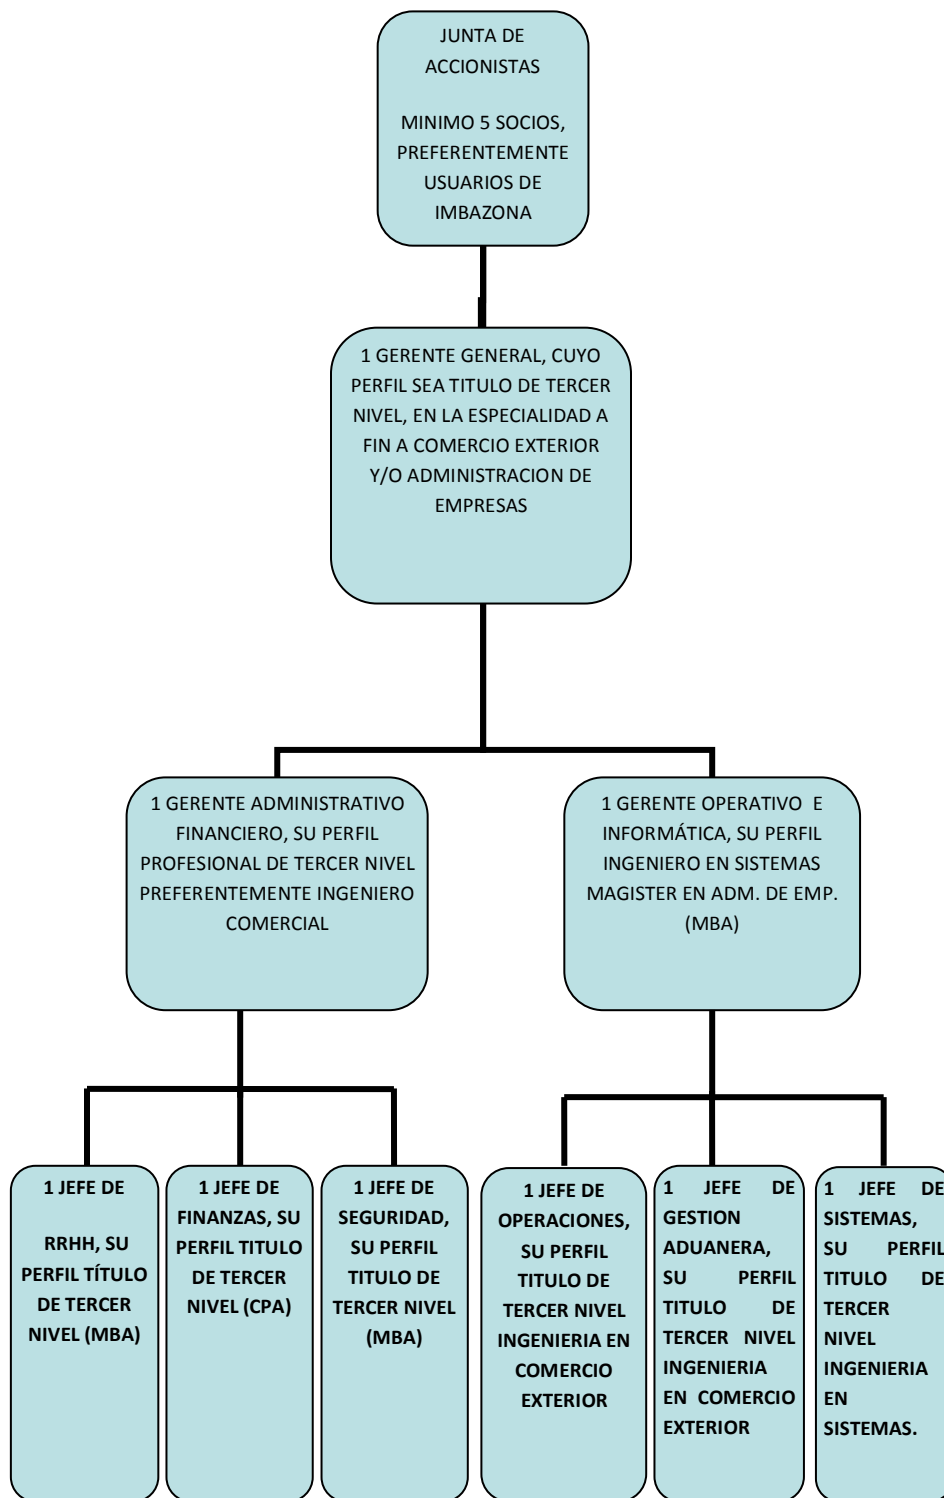 JUNTA DE
ACCIONISTAS
MINIMO 5 SOCIOS,
PREFERENTEMENTE
USUARIOS DE
IMBAZONA
1 GERENTE GENERAL, CUYO
PERFIL SEA TITULO DE TERCER
NIVEL, EN LA ESPECIALIDAD A
FIN A COMERCIO EXTERIOR
Y/O ADMINISTRACION DE
EMPRESAS
1 GERENTE ADMINISTRATIVO
FINANCIERO, SU PERFIL
PROFESIONAL DE TERCER NIVEL
PREFERENTEMENTE INGENIERO
COMERCIAL
1 GERENTE OPERATIVO E
INFORMÁTICA, SU PERFIL
INGENIERO EN SISTEMAS
MAGISTER EN ADM. DE EMP.
(MBA)
1 JEFE DE
RRHH, SU
PERFIL TÍTULO
DE TERCER
NIVEL (MBA)
1 JEFE DE
FINANZAS, SU
PERFIL TITULO
DE TERCER
NIVEL (CPA)
1 JEFE DE
SEGURIDAD,
SU PERFIL
TITULO DE
TERCER NIVEL
(MBA)
1 JEFE DE
OPERACIONES,
SU PERFIL
TITULO DE
TERCER NIVEL
INGENIERIA EN
COMERCIO
EXTERIOR
1 JEFE DE
GESTION
ADUANERA,
SU PERFIL
TITULO DE
TERCER NIVEL
INGENIERIA
EN COMERCIO
EXTERIOR
1 JEFE DE
SISTEMAS,
SU PERFIL
TITULO DE
TERCER
NIVEL
INGENIERIA
EN
SISTEMAS.